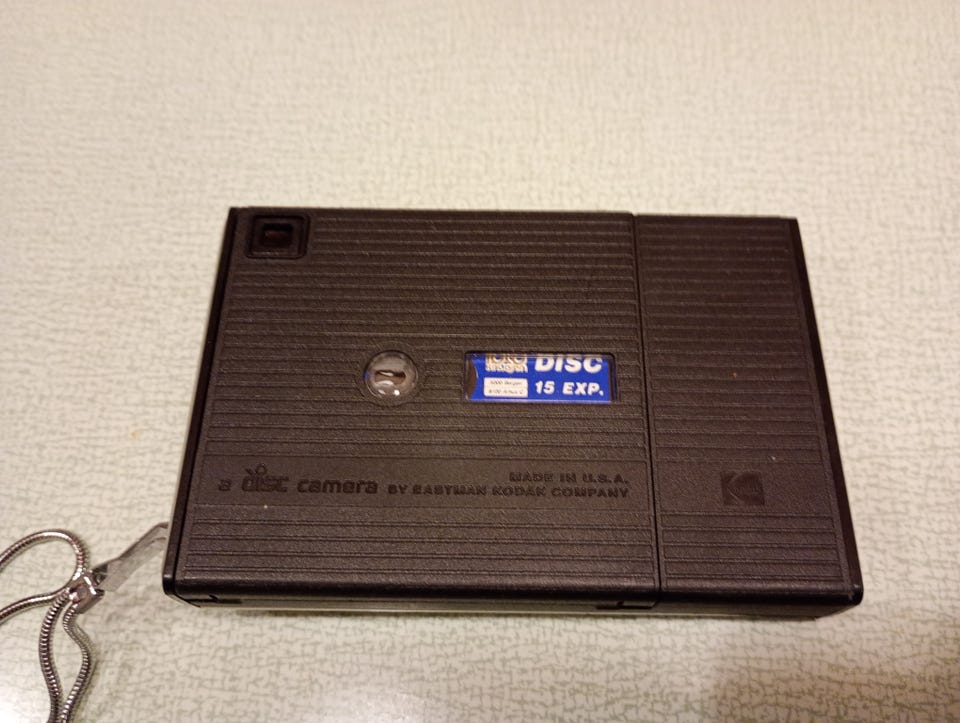 DISC
15 EXP.
a disc camera
MADE IN U.S.A.
BY EASTMAN KODAK COMPANY